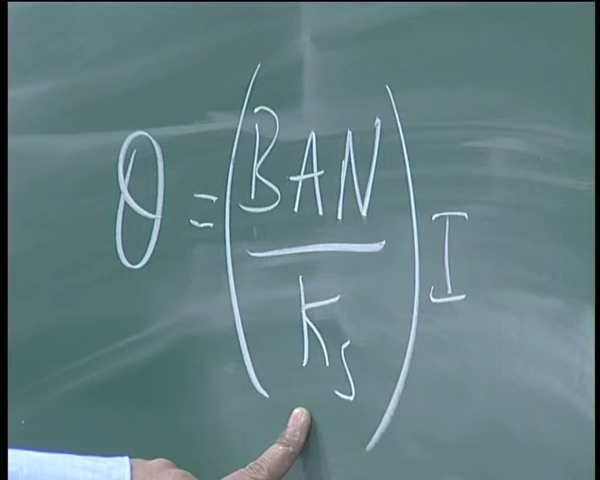 θ = (BAN / Ks) I